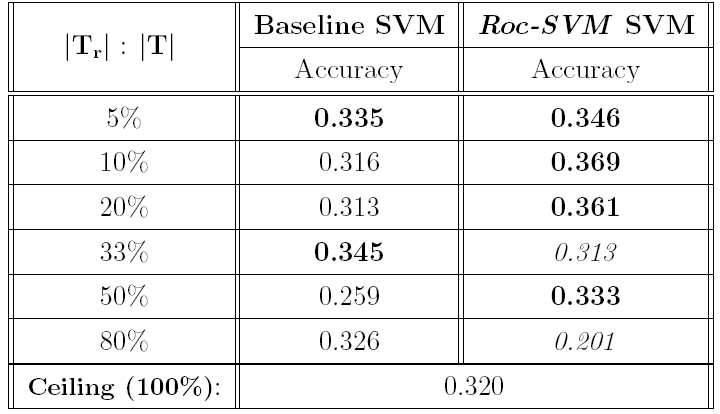 |Tr| : |T| Baseline SVM Roc-SVM SVM
Accuracy Accuracy
5% 0.335 0.346
10% 0.316 0.369
20% 0.313 0.361
33% 0.345 0.313
50% 0.259 0.333
80% 0.326 0.201
Ceiling (100%): 0.320